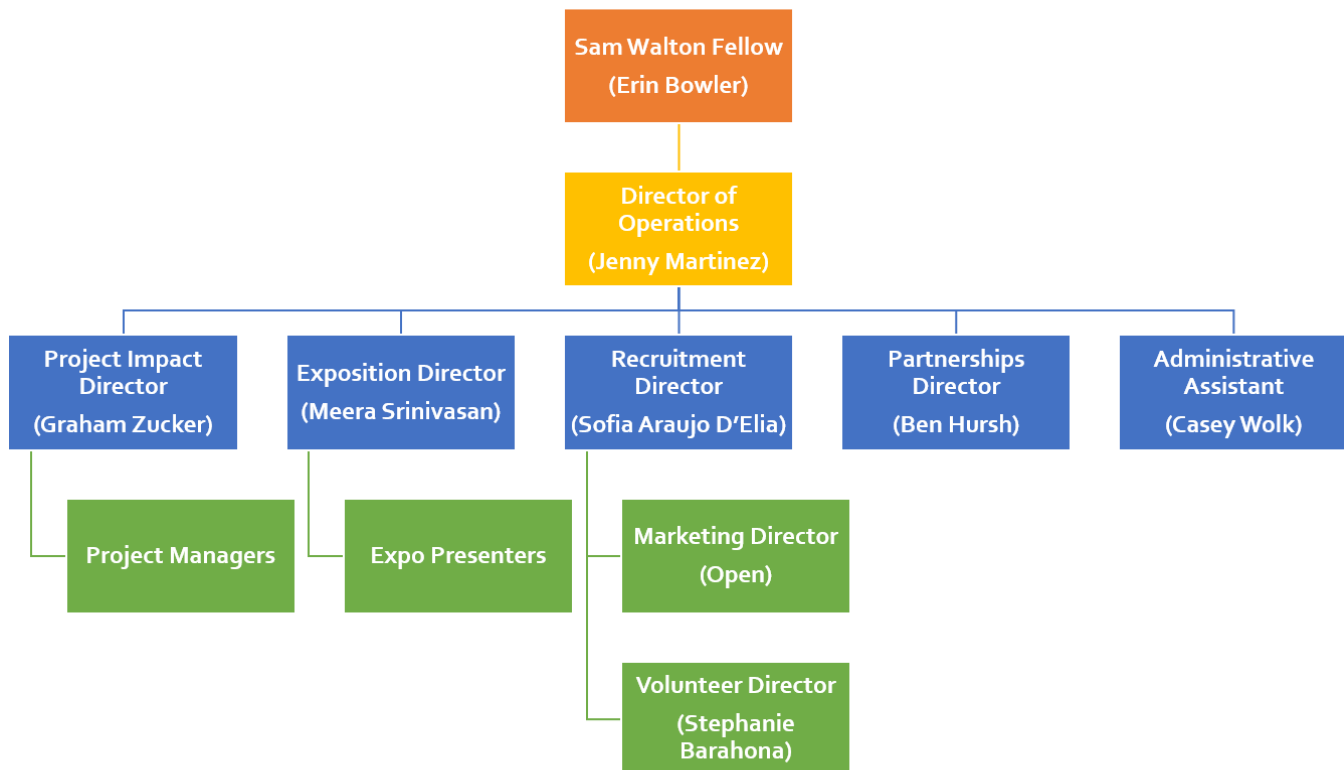 Sam Walton Fellow
(Erin Bowler)
Director of
Operations
(Jenny Martinez)
Project Impact
Director
(Graham Zucker)
Exposition Director
(Meera Srinivasan)
Recruitment
Director
(Sofia Araujo D’Elia)
Partnerships
Director
(Ben Hursh)
Administrative
Assistant
(Casey Wolk)
Project Managers
Expo Presenters
Marketing Director
(Open)
Volunteer Director
(Stephanie
Barahona)